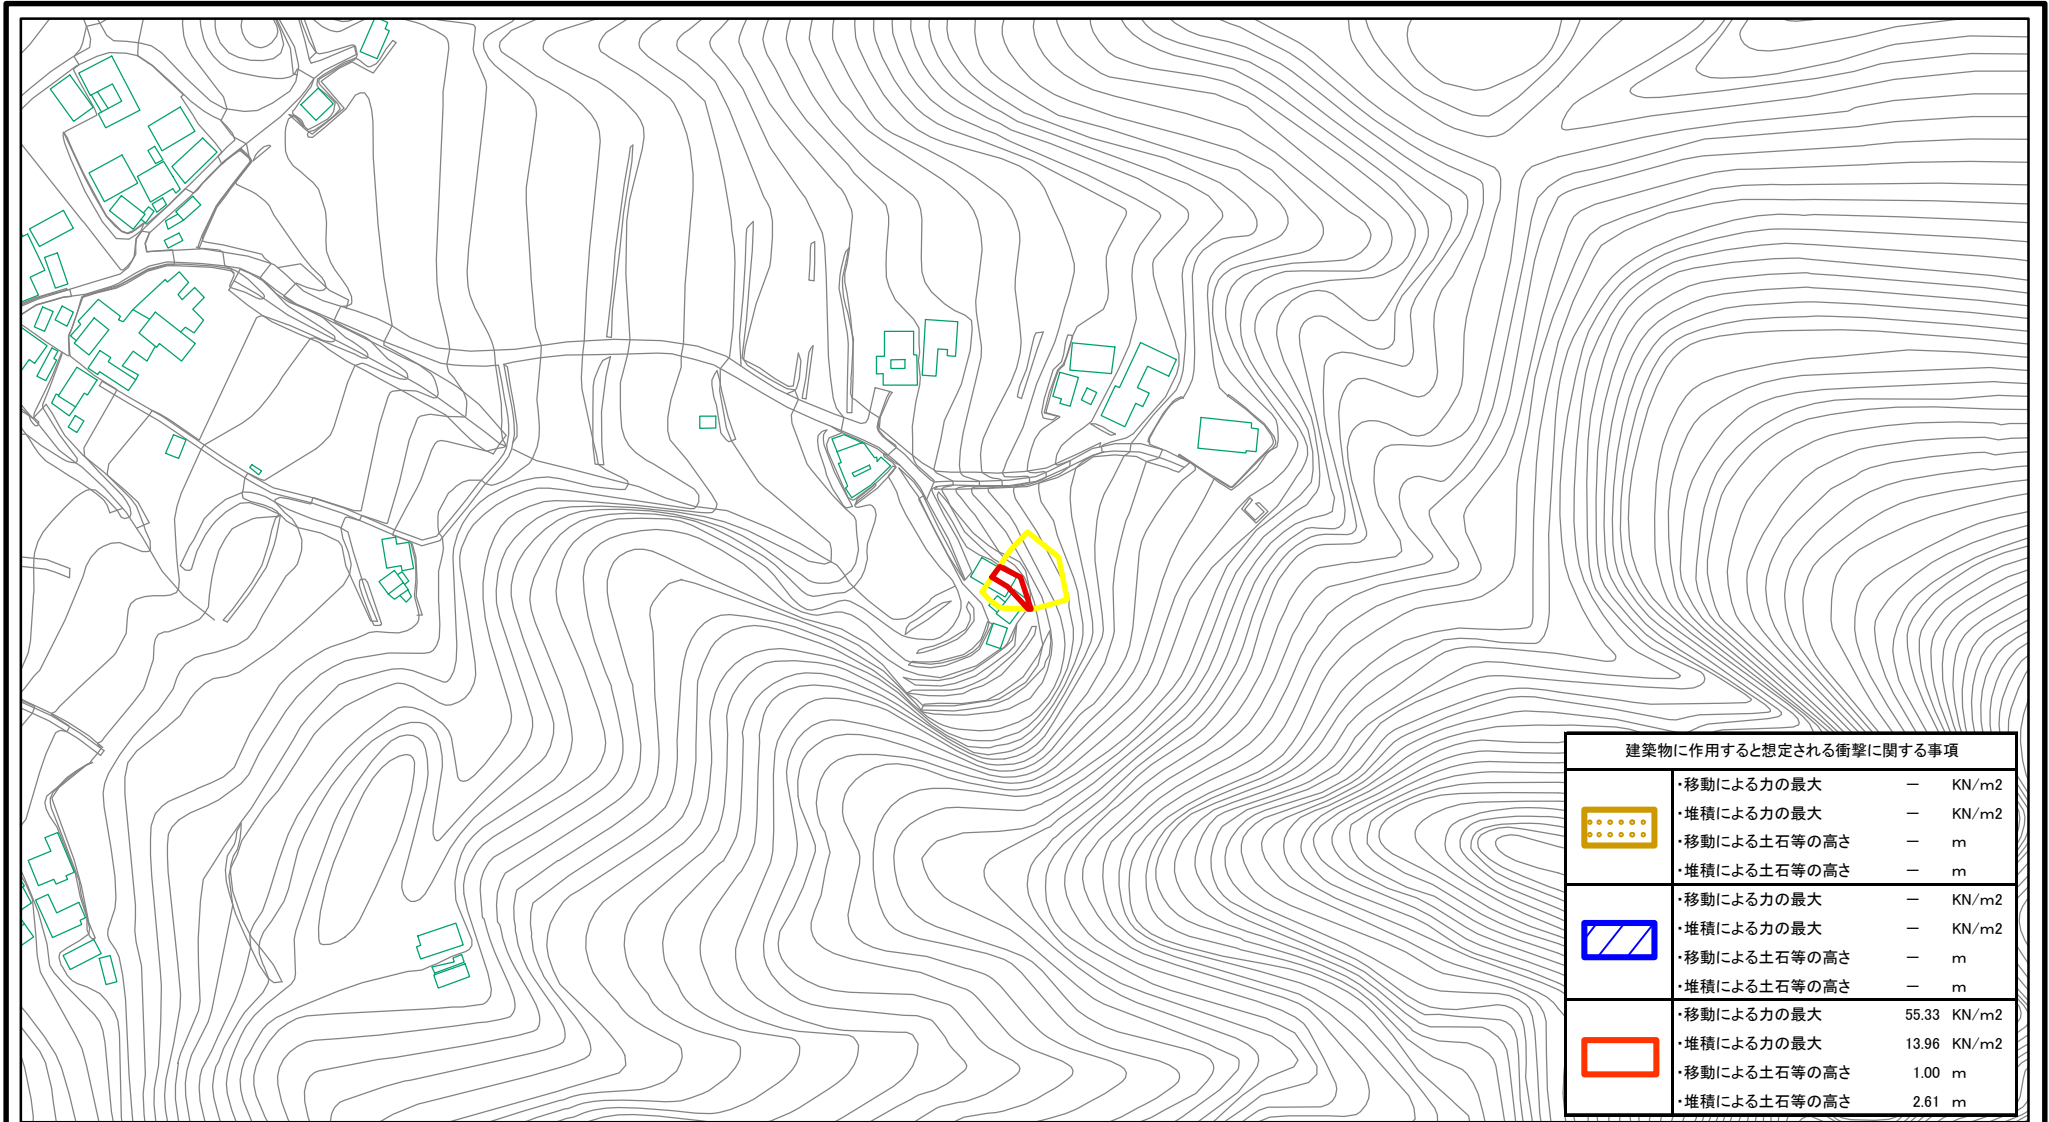 建築物に作用すると想定される衝撃に関する事項
・移動による力の最大 － KN/m2
・堆積による力の最大 － KN/m2
・移動による土石等の高さ － m
・堆積による土石等の高さ － m
・移動による力の最大 － KN/m2
・堆積による力の最大 － KN/m2
・移動による土石等の高さ － m
・堆積による土石等の高さ － m
・移動による力の最大 55.33 KN/m2
・堆積による力の最大 13.96 KN/m2
・移動による土石等の高さ 1.00 m
・堆積による土石等の高さ 2.61 m